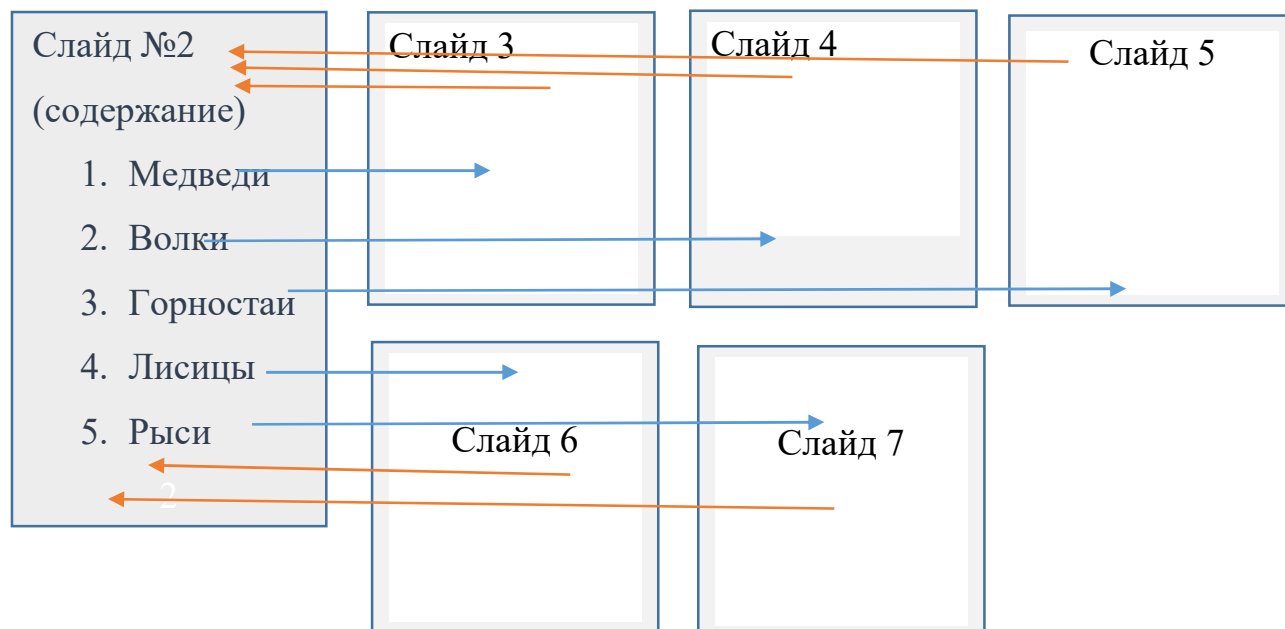 Слайд №2
(содержание)
1. Медведи
2. Волки
3. Горностаи
4. Лисицы
5. Рыси
2
Слайд 3
Слайд 4
Слайд 5
Слайд 6
Слайд 7